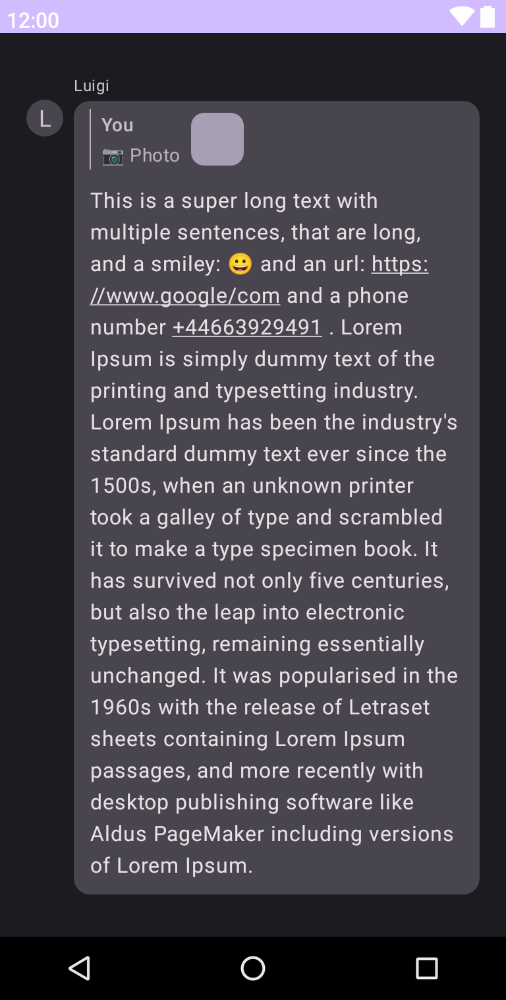 12:00
Luigi
L
You
📷 Photo
This is a super long text with
multiple sentences, that are long,
and a smiley: 😀 and an url: https:
//www.google/com and a phone
number +44663929491 . Lorem
Ipsum is simply dummy text of the
printing and typesetting industry.
Lorem Ipsum has been the industry's
standard dummy text ever since the
1500s, when an unknown printer
took a galley of type and scrambled
it to make a type specimen book. It
has survived not only five centuries,
but also the leap into electronic
typesetting, remaining essentially
unchanged. It was popularised in the
1960s with the release of Letraset
sheets containing Lorem Ipsum
passages, and more recently with
desktop publishing software like
Aldus PageMaker including versions
of Lorem Ipsum.